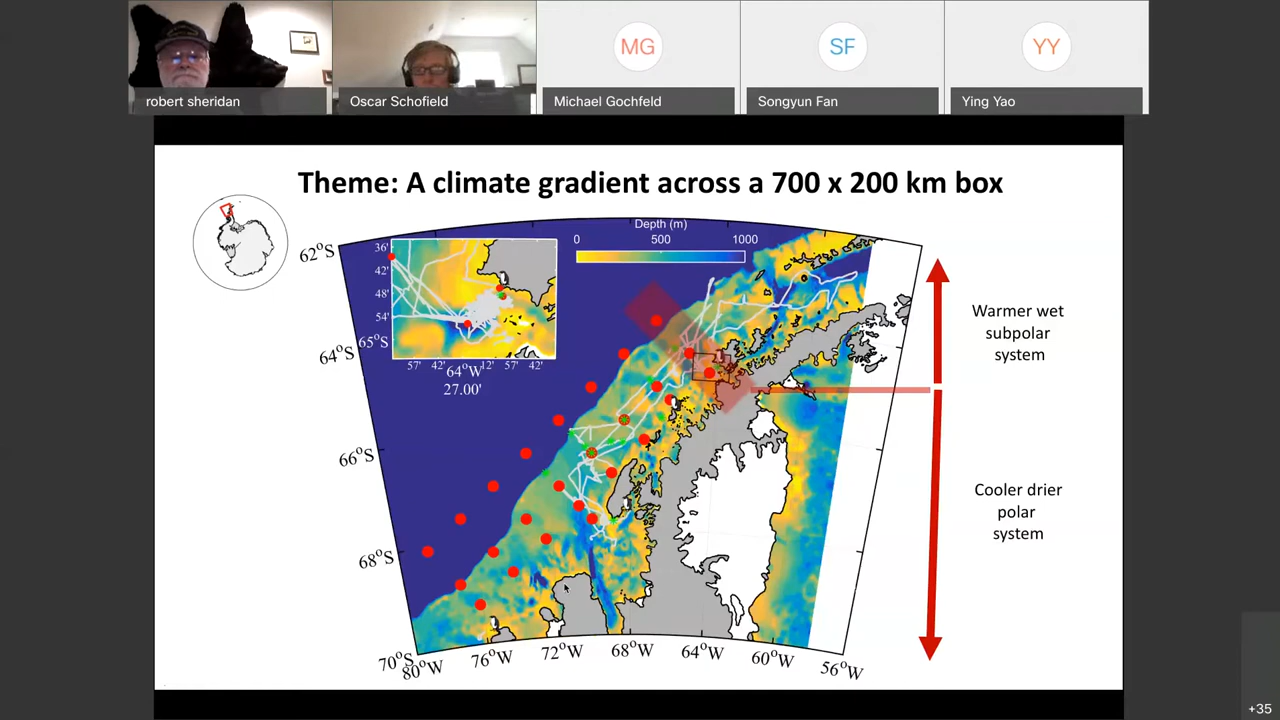 robert sheridan
Oscar Schofield
MG
Michael Gochfeld
SF
Songyun Fan
YY
Ying Yao
Theme: A climate gradient across a 700 x 200 km box
Depth (m)
0 500 1000
62°S
64°S
66°S
68°S
70°S
36'
42'
48'
54'
65°S
57' 42' 64°W 12' 57' 42'
27.00'
80°W 76°W 72°W 68°W 64°W 60°W 56°W
Warmer wet
subpolar
system
Cooler drier
polar
system
+35